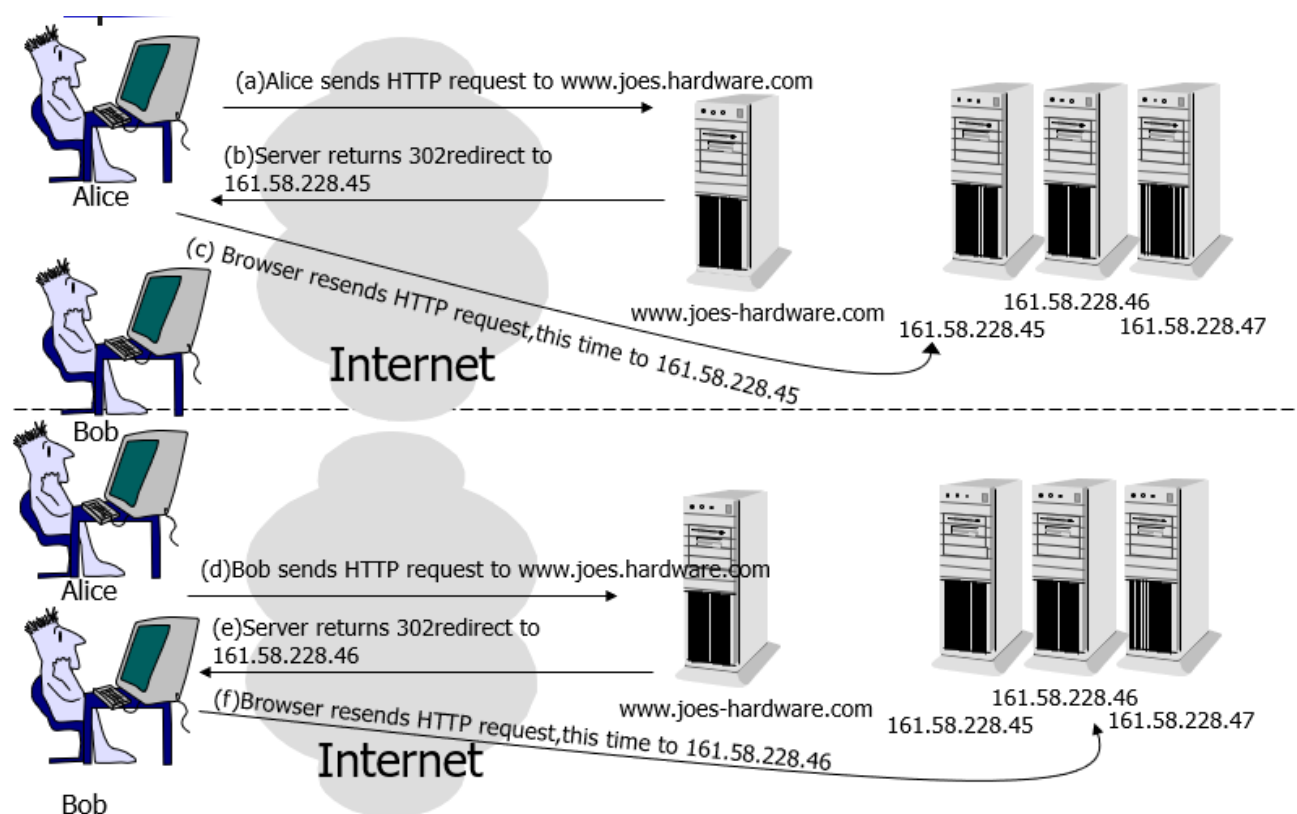 (a)Alice sends HTTP request to www.joes.hardware.com
(b)Server returns 302redirect to
161.58.228.45
Alice
(c) Browser resends HTTP request,this time to 161.58.228.45
www.joes-hardware.com
161.58.228.46
161.58.228.45
161.58.228.47
Internet
Bob
Alice
(d)Bob sends HTTP request to www.joes.hardware.com
(e)Server returns 302redirect to
161.58.228.46
(f)Browser resends HTTP request,this time to 161.58.228.46
www.joes-hardware.com
161.58.228.46
161.58.228.45
161.58.228.47
Internet
Bob